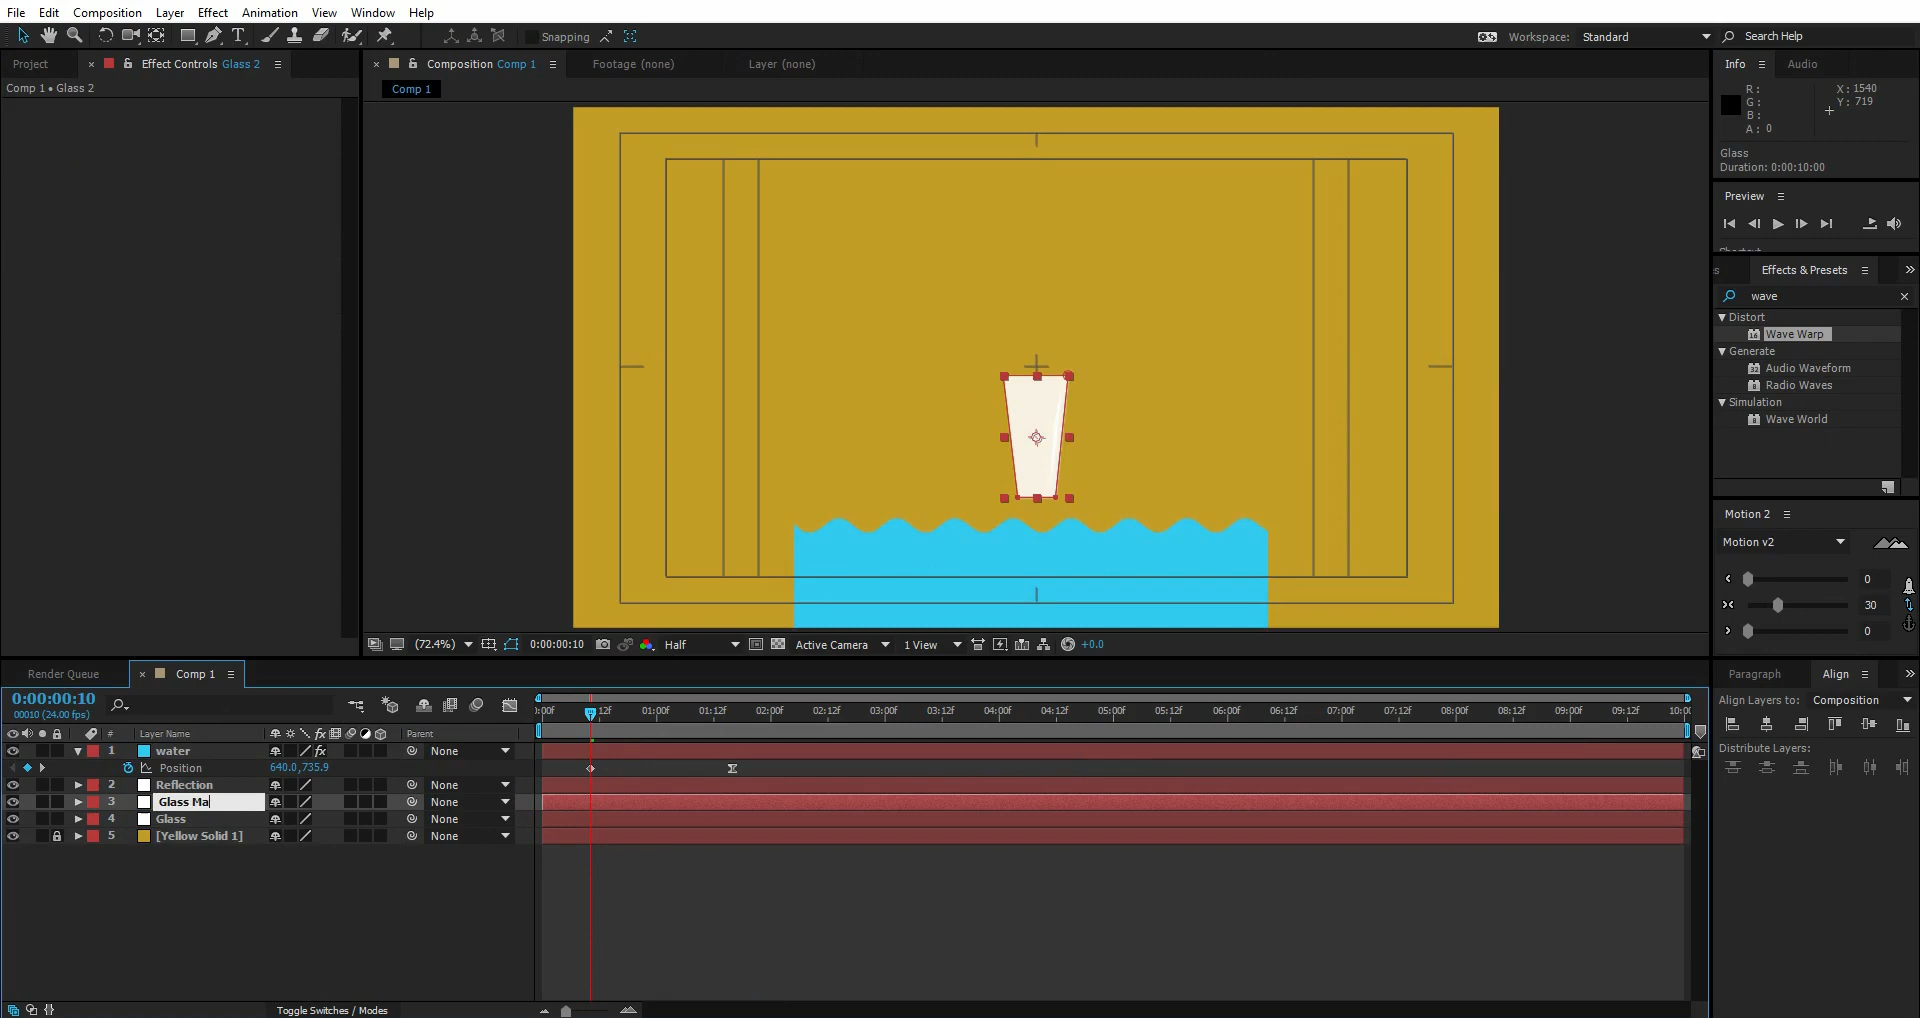 File Edit Composition Layer Effect Animation View Window Help
Snapping Workspace: Standard Search Help
Project Effect Controls Glass 2 Composition Comp 1 Footage (none) Layer (none) Info Audio
Comp 1 • Glass 2
Comp 1
R :
G :
B :
A : 0
X : 1540
Y : 719
Glass
Duration: 0:00:10:00
Preview
Effects & Presets
wave
Distort
Wave Warp
Generate
Audio Waveform
Radio Waves
Simulation
Wave World
Motion 2
Motion v2
0
30
0
(72.4%) 0:00:00:10 Half Active Camera 1 View +0.0
Render Queue Comp 1
Paragraph Align
Align Layers to: Composition
Distribute Layers:
0:00:00:10
00010 (24.00 fps)
:00f 12f 01:00f 01:12f 02:00f 02:12f 03:00f 03:12f 04:00f 04:12f 05:00f 05:12f 06:00f 06:12f 07:00f 07:12f 08:00f 08:12f 09:00f 09:12f 10:0
# Layer Name Parent
1 water None
Position 640.0,735.9
2 Reflection None
3 Glass Ma None
4 Glass None
5 [Yellow Solid 1] None
Toggle Switches / Modes